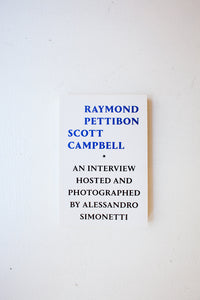 RAYMOND
PETTIBON
SCOTT
CAMPBELL
•
AN INTERVIEW
HOSTED AND
PHOTOGRAPHED
BY ALESSANDRO
SIMONETTI